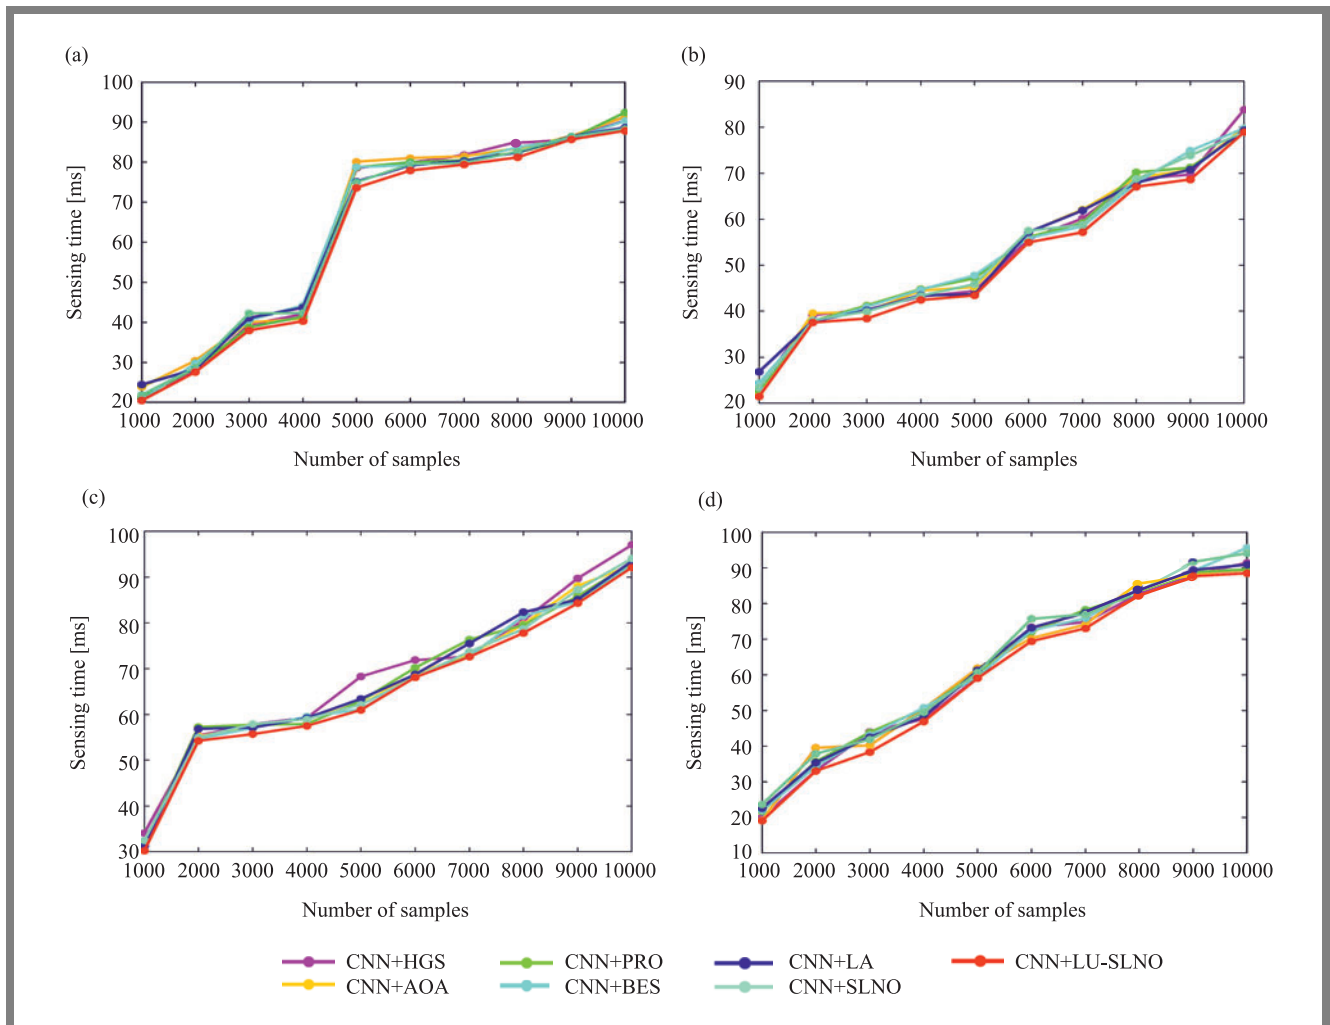 (a)
100
90
80
70
60
50
40
30
20
Sensing time [ms]
1000 2000 3000 4000 5000 6000 7000 8000 9000 10000
Number of samples
(b)
90
80
70
60
50
40
30
20
Sensing time [ms]
1000 2000 3000 4000 5000 6000 7000 8000 9000 10000
Number of samples
(c)
100
90
80
70
60
50
40
30
Sensing time [ms]
1000 2000 3000 4000 5000 6000 7000 8000 9000 10000
Number of samples
(d)
100
90
80
70
60
50
40
30
20
10
Sensing time [ms]
1000 2000 3000 4000 5000 6000 7000 8000 9000 10000
Number of samples
CNN+HGS CNN+PRO CNN+LA CNN+LU-SLNO
CNN+AOA CNN+BES CNN+SLNO